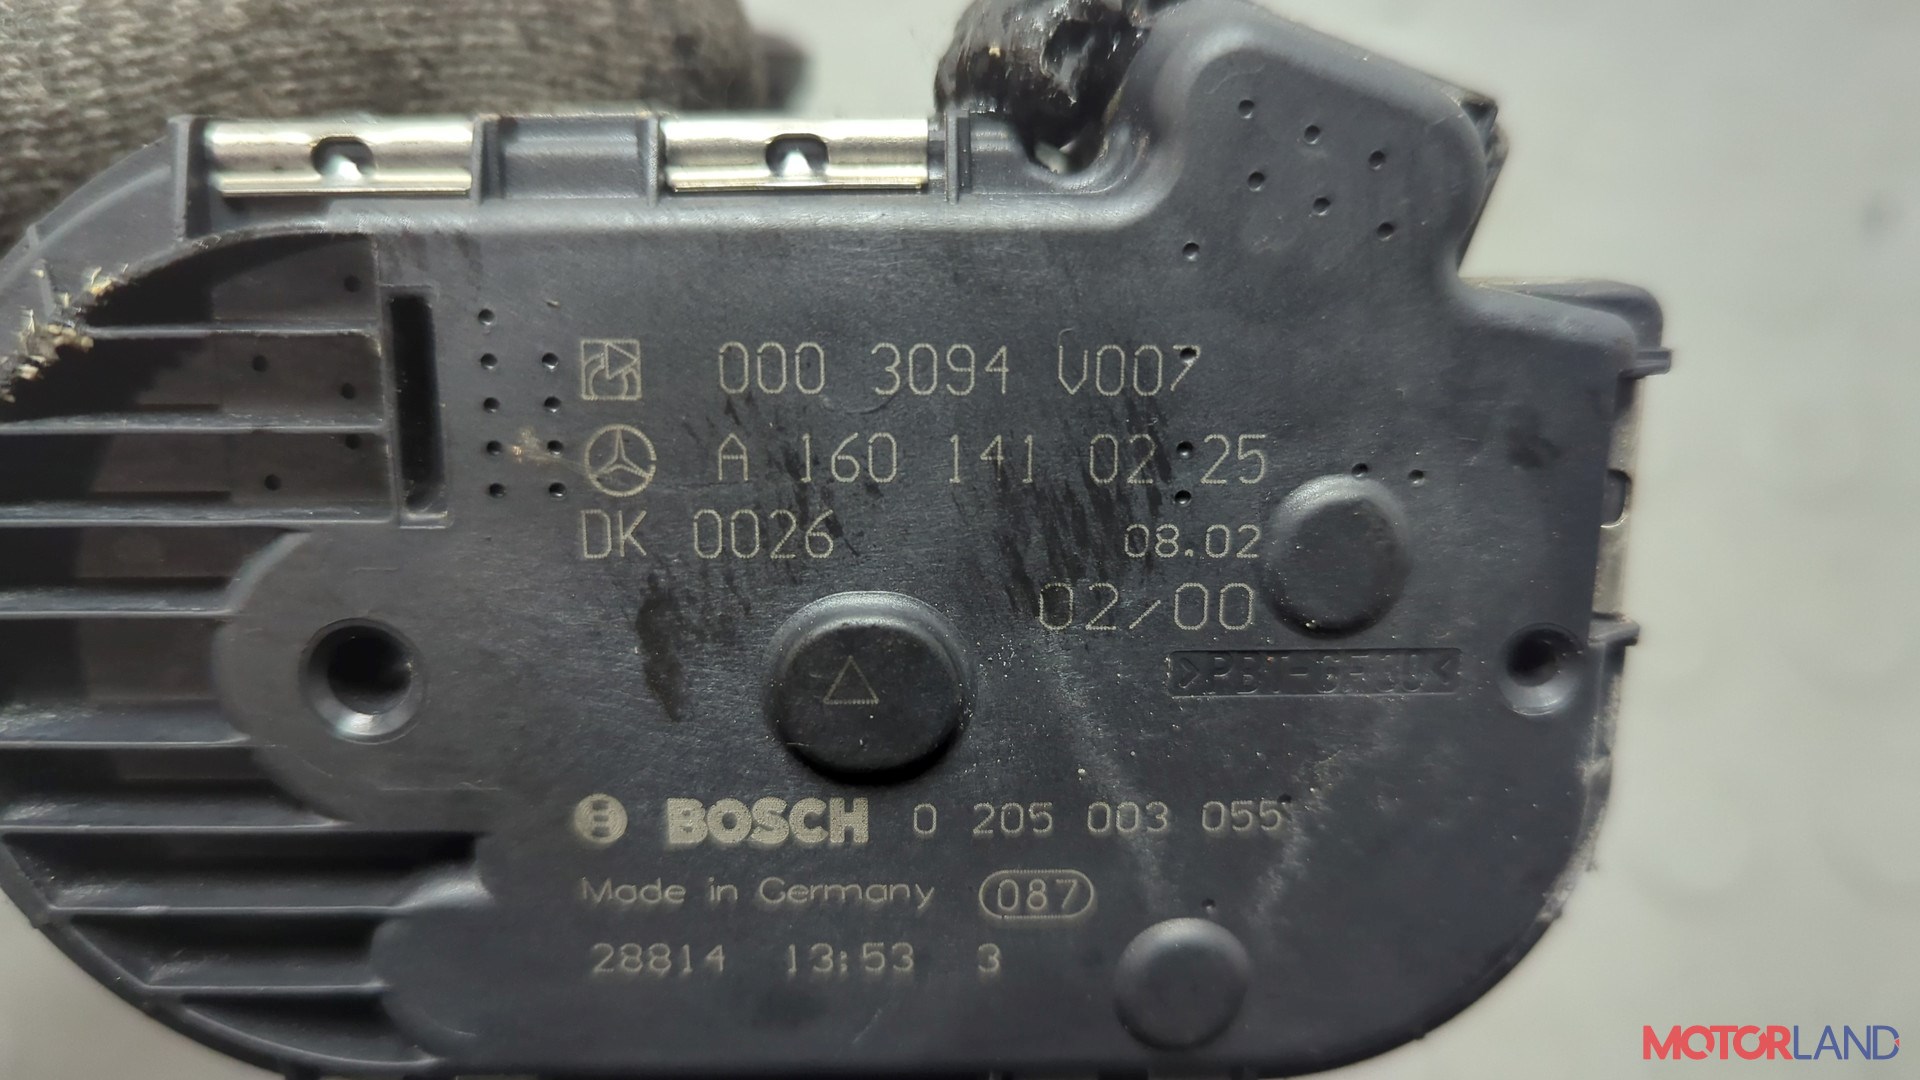 000 3094 V007
A 160 141 02 25
DK 0026 08.02
02/00
BOSCH 0 205 003 055
Made in Germany 087
28814 13:53 3
MOTORLAND